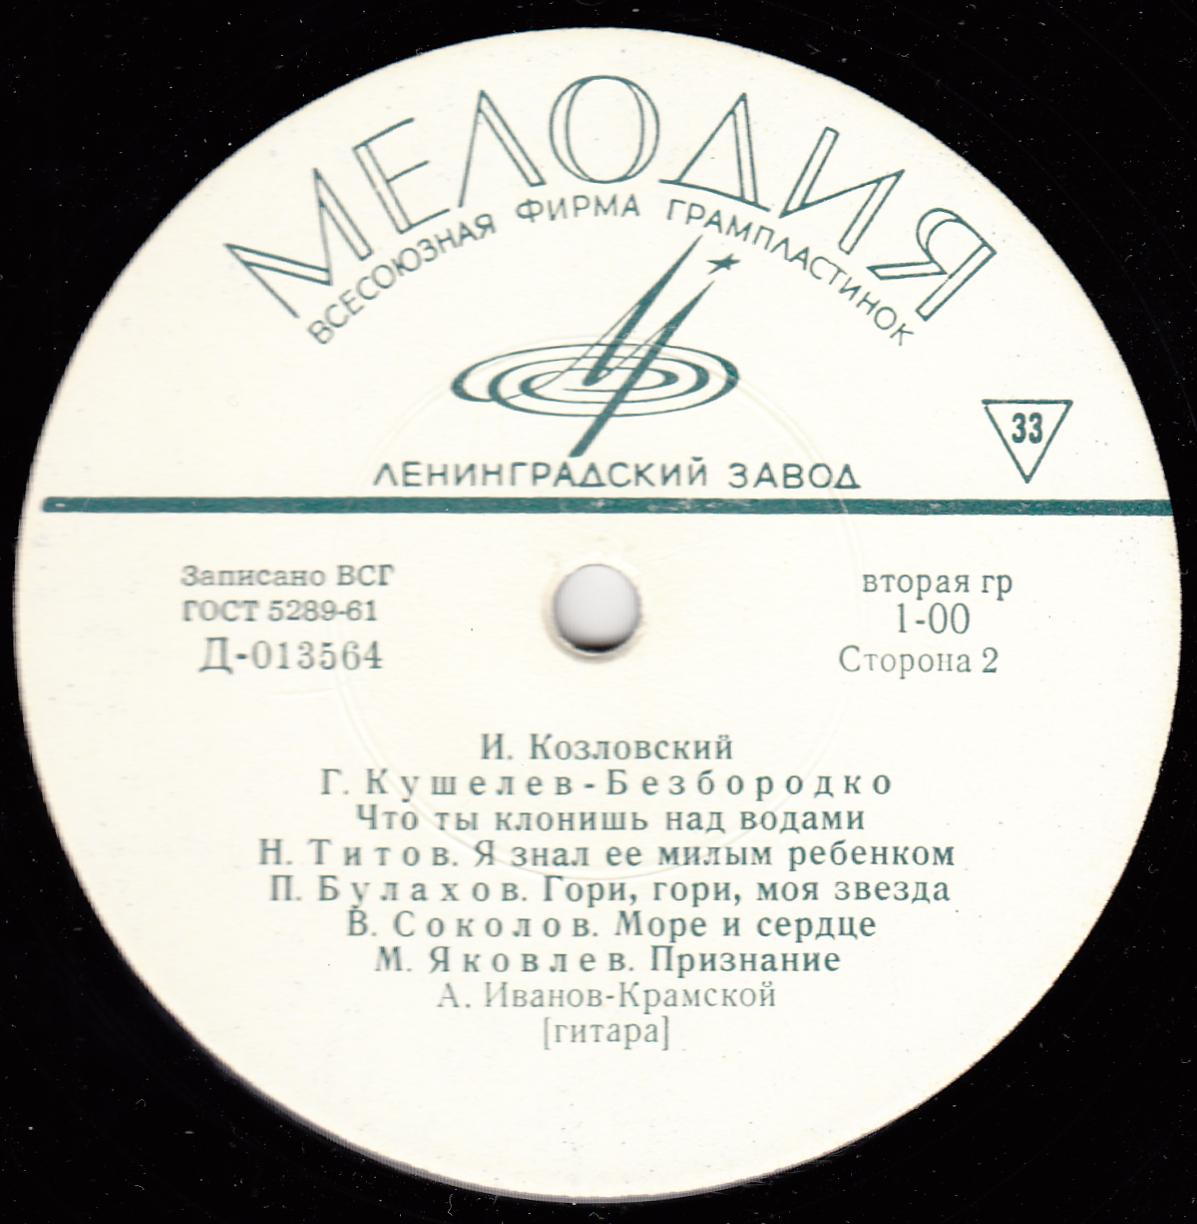 МЕЛОДИЯ
ВСЕСОЮЗНАЯ ФИРМА ГРАМПЛАСТИНОК
33
ЛЕНИНГРАДСКИЙ ЗАВОД
Записано ВСГ
ГОСТ 5289-61
Д-013564
вторая гр
1-00
Сторона 2
И. Козловский
Г. Кушелев-Безбородко
Что ты клонишь над водами
Н. Титов. Я знал ее милым ребенком
П. Булахов. Гори, гори, моя звезда
В. Соколов. Море и сердце
М. Яковлев. Признание
А. Иванов-Крамской
[гитара]